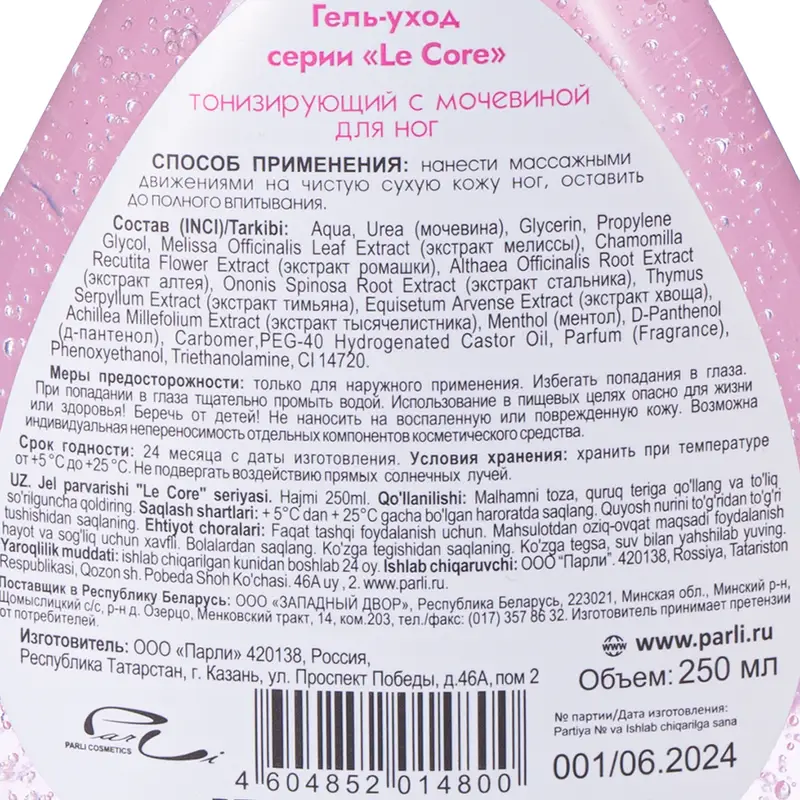 Гель-уход
серии «Le Core»
тонизирующий с мочевиной
для ног
СПОСОБ ПРИМЕНЕНИЯ: нанести массажными
движениями на чистую сухую кожу ног, оставить
до полного впитывания.
Состав (INCI)/Tarkibi: Aqua, Urea (мочевина), Glycerin, Propylene
Glycol, Melissa Officinalis Leaf Extract (экстракт мелиссы), Chamomilla
Recutita Flower Extract (экстракт ромашки), Althaea Officinalis Root Extract
(экстракт алтея), Ononis Spinosa Root Extract (экстракт стальника), Thymus
Serpyllum Extract (экстракт тимьяна), Equisetum Arvense Extract (экстракт хвоща),
Achillea Millefolium Extract (экстракт тысячелистника), Menthol (ментол), D-Panthenol
(д-пантенол), Carbomer,PEG-40 Hydrogenated Castor Oil, Parfum (Fragrance),
Phenoxyethanol, Triethanolamine, CI 14720.
Меры предосторожности: только для наружного применения. Избегать попадания в глаза.
При попадании в глаза тщательно промыть водой. Использование в пищевых целях опасно для жизни
или здоровья! Беречь от детей! Не наносить на воспаленную или поврежденную кожу. Возможна
индивидуальная непереносимость отдельных компонентов косметического средства.
Срок годности: 24 месяца с даты изготовления. Условия хранения: хранить при температуре
от +5°С до +25°С. Не подвергать воздействию прямых солнечных лучей.
UZ. Jel parvarishi "Le Core" seriyasi. Hajmi 250ml. Qo'llanilishi: Malhamni toza, quruq teriga qo'llang va to'liq
so'rilguncha qoldiring. Saqlash shartlari: + 5°C dan + 25°C gacha bo'lgan haroratda saqlang. Quyosh nurini to'g'ridan to'g'ri
tushishidan saqlaning. Ehtiyot choralari: Faqat tashqi foydalanish uchun. Mahsulotdan oziq-ovqat maqsadi foydalanish
hayot va sog'liq uchun xavfli. Bolalardan saqlang. Ko'zga tegishidan saqlaning. Ko'zga tegsa, suv bilan yahshilab yuving.
Yaroqlilik muddati: ishlab chiqarilgan kunidan boshlab 24 oy. Ishlab chiqaruvchi: ООО "Парли". 420138, Rossiya, Tatariston
Respublikasi, Qozon sh. Pobeda Shoh Ko'chasi. 46A uy , 2. www.parli.ru.
Поставщик в Республику Беларусь: ООО «ЗАПАДНЫЙ ДВОР», Республика Беларусь, 223021, Минская обл., Минский р-н,
Щомыслицкий с/с, р-н д. Озерцо, Менковский тракт, 14, ком.203, тел./факс: (017) 357 86 32. Изготовитель принимает претензии
от потребителей.
Изготовитель: ООО «Парли» 420138, Россия,
Республика Татарстан, г. Казань, ул. Проспект Победы, д.46А, пом 2
www.parli.ru
Объем: 250 мл
ParLi
PARLI COSMETICS
№ партии/Дата изготовления:
Partiya № va Ishlab chiqarilgan sana
001/06.2024
4 604852 014800